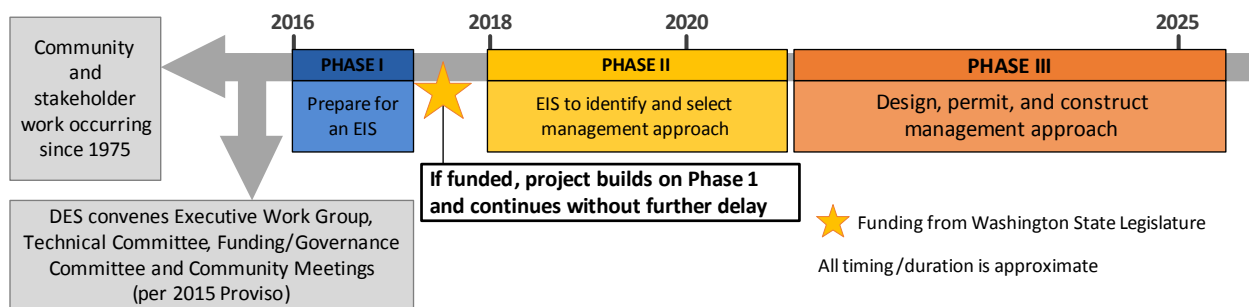 2016
2018
2020
2025
Community
and
stakeholder
work occurring
since 1975
PHASE I
Prepare for
an EIS
PHASE II
EIS to identify and select
management approach
PHASE III
Design, permit, and construct
management approach
If funded, project builds on Phase 1
and continues without further delay
DES convenes Executive Work Group,
Technical Committee, Funding/Governance
Committee and Community Meetings
(per 2015 Proviso)
Funding from Washington State Legislature
All timing/duration is approximate